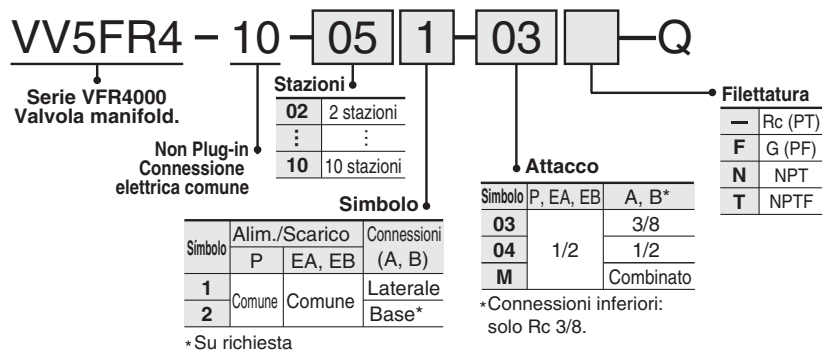 VV5FR4 – 10 – 05 1 – 03 – Q
Serie VFR4000
Valvola manifold.
Non Plug-in
Connessione
elettrica comune
Stazioni
02 2 stazioni
⋮ ⋮
10 10 stazioni
Simbolo
Símbolo Alim./Scarico Connessioni (A, B)
P EA, EB
1 Comune Comune Laterale
2 Base*
*Su richiesta
Attacco
Simbolo P, EA, EB A, B*
03 1/2 3/8
04 1/2
M Combinato
*Connessioni inferiori:
solo Rc 3/8.
Filettatura
— Rc (PT)
F G (PF)
N NPT
T NPTF